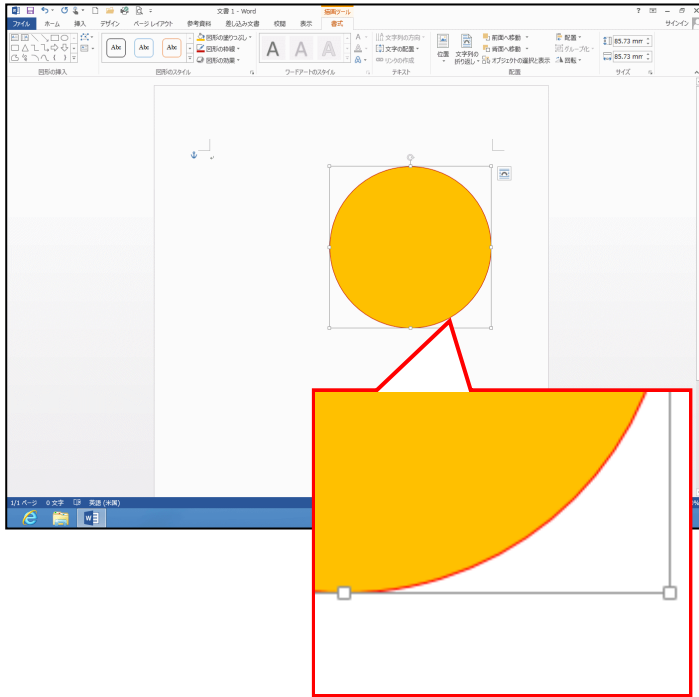 文書 1 - Word
描画ツール
ファイル ホーム 挿入 デザイン ページ レイアウト 参考資料 差し込み文書 校閲 表示 書式 サインイン
Abc Abc Abc
図形の塗りつぶし
図形の枠線
図形の効果
A A A
文字列の方向
文字の配置
リンクの作成
位置
文字列の
折り返し
前面へ移動
背面へ移動
オブジェクトの選択と表示
配置
グループ化
回転
85.73 mm
85.73 mm
図形の挿入 図形のスタイル ワードアートのスタイル テキスト 配置 サイズ
1/1 ページ 0 文字 英語 (米国)